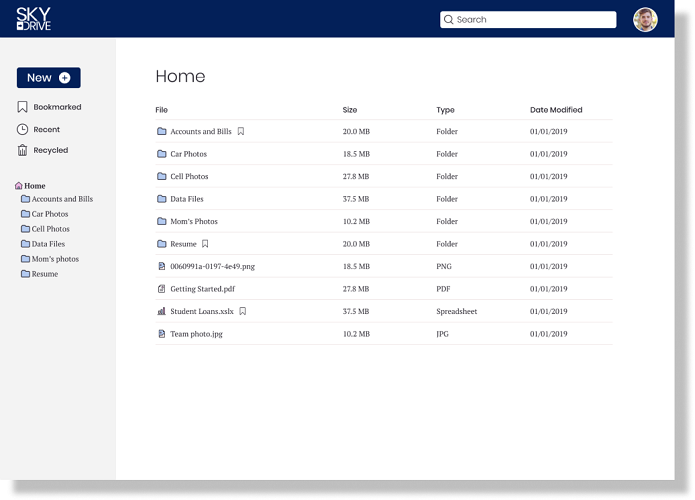 SKY
DRIVE
Search
New
Bookmarked
Recent
Recycled
Home
Accounts and Bills
Car Photos
Cell Photos
Data Files
Mom's photos
Resume
Home
File Size Type Date Modified
Accounts and Bills 20.0 MB Folder 01/01/2019
Car Photos 18.5 MB Folder 01/01/2019
Cell Photos 27.8 MB Folder 01/01/2019
Data Files 37.5 MB Folder 01/01/2019
Mom's Photos 10.2 MB Folder 01/01/2019
Resume 20.0 MB Folder 01/01/2019
0060991a-0197-4e49.png 18.5 MB PNG 01/01/2019
Getting Started.pdf 27.8 MB PDF 01/01/2019
Student Loans.xslx 37.5 MB Spreadsheet 01/01/2019
Team photo.jpg 10.2 MB JPG 01/01/2019